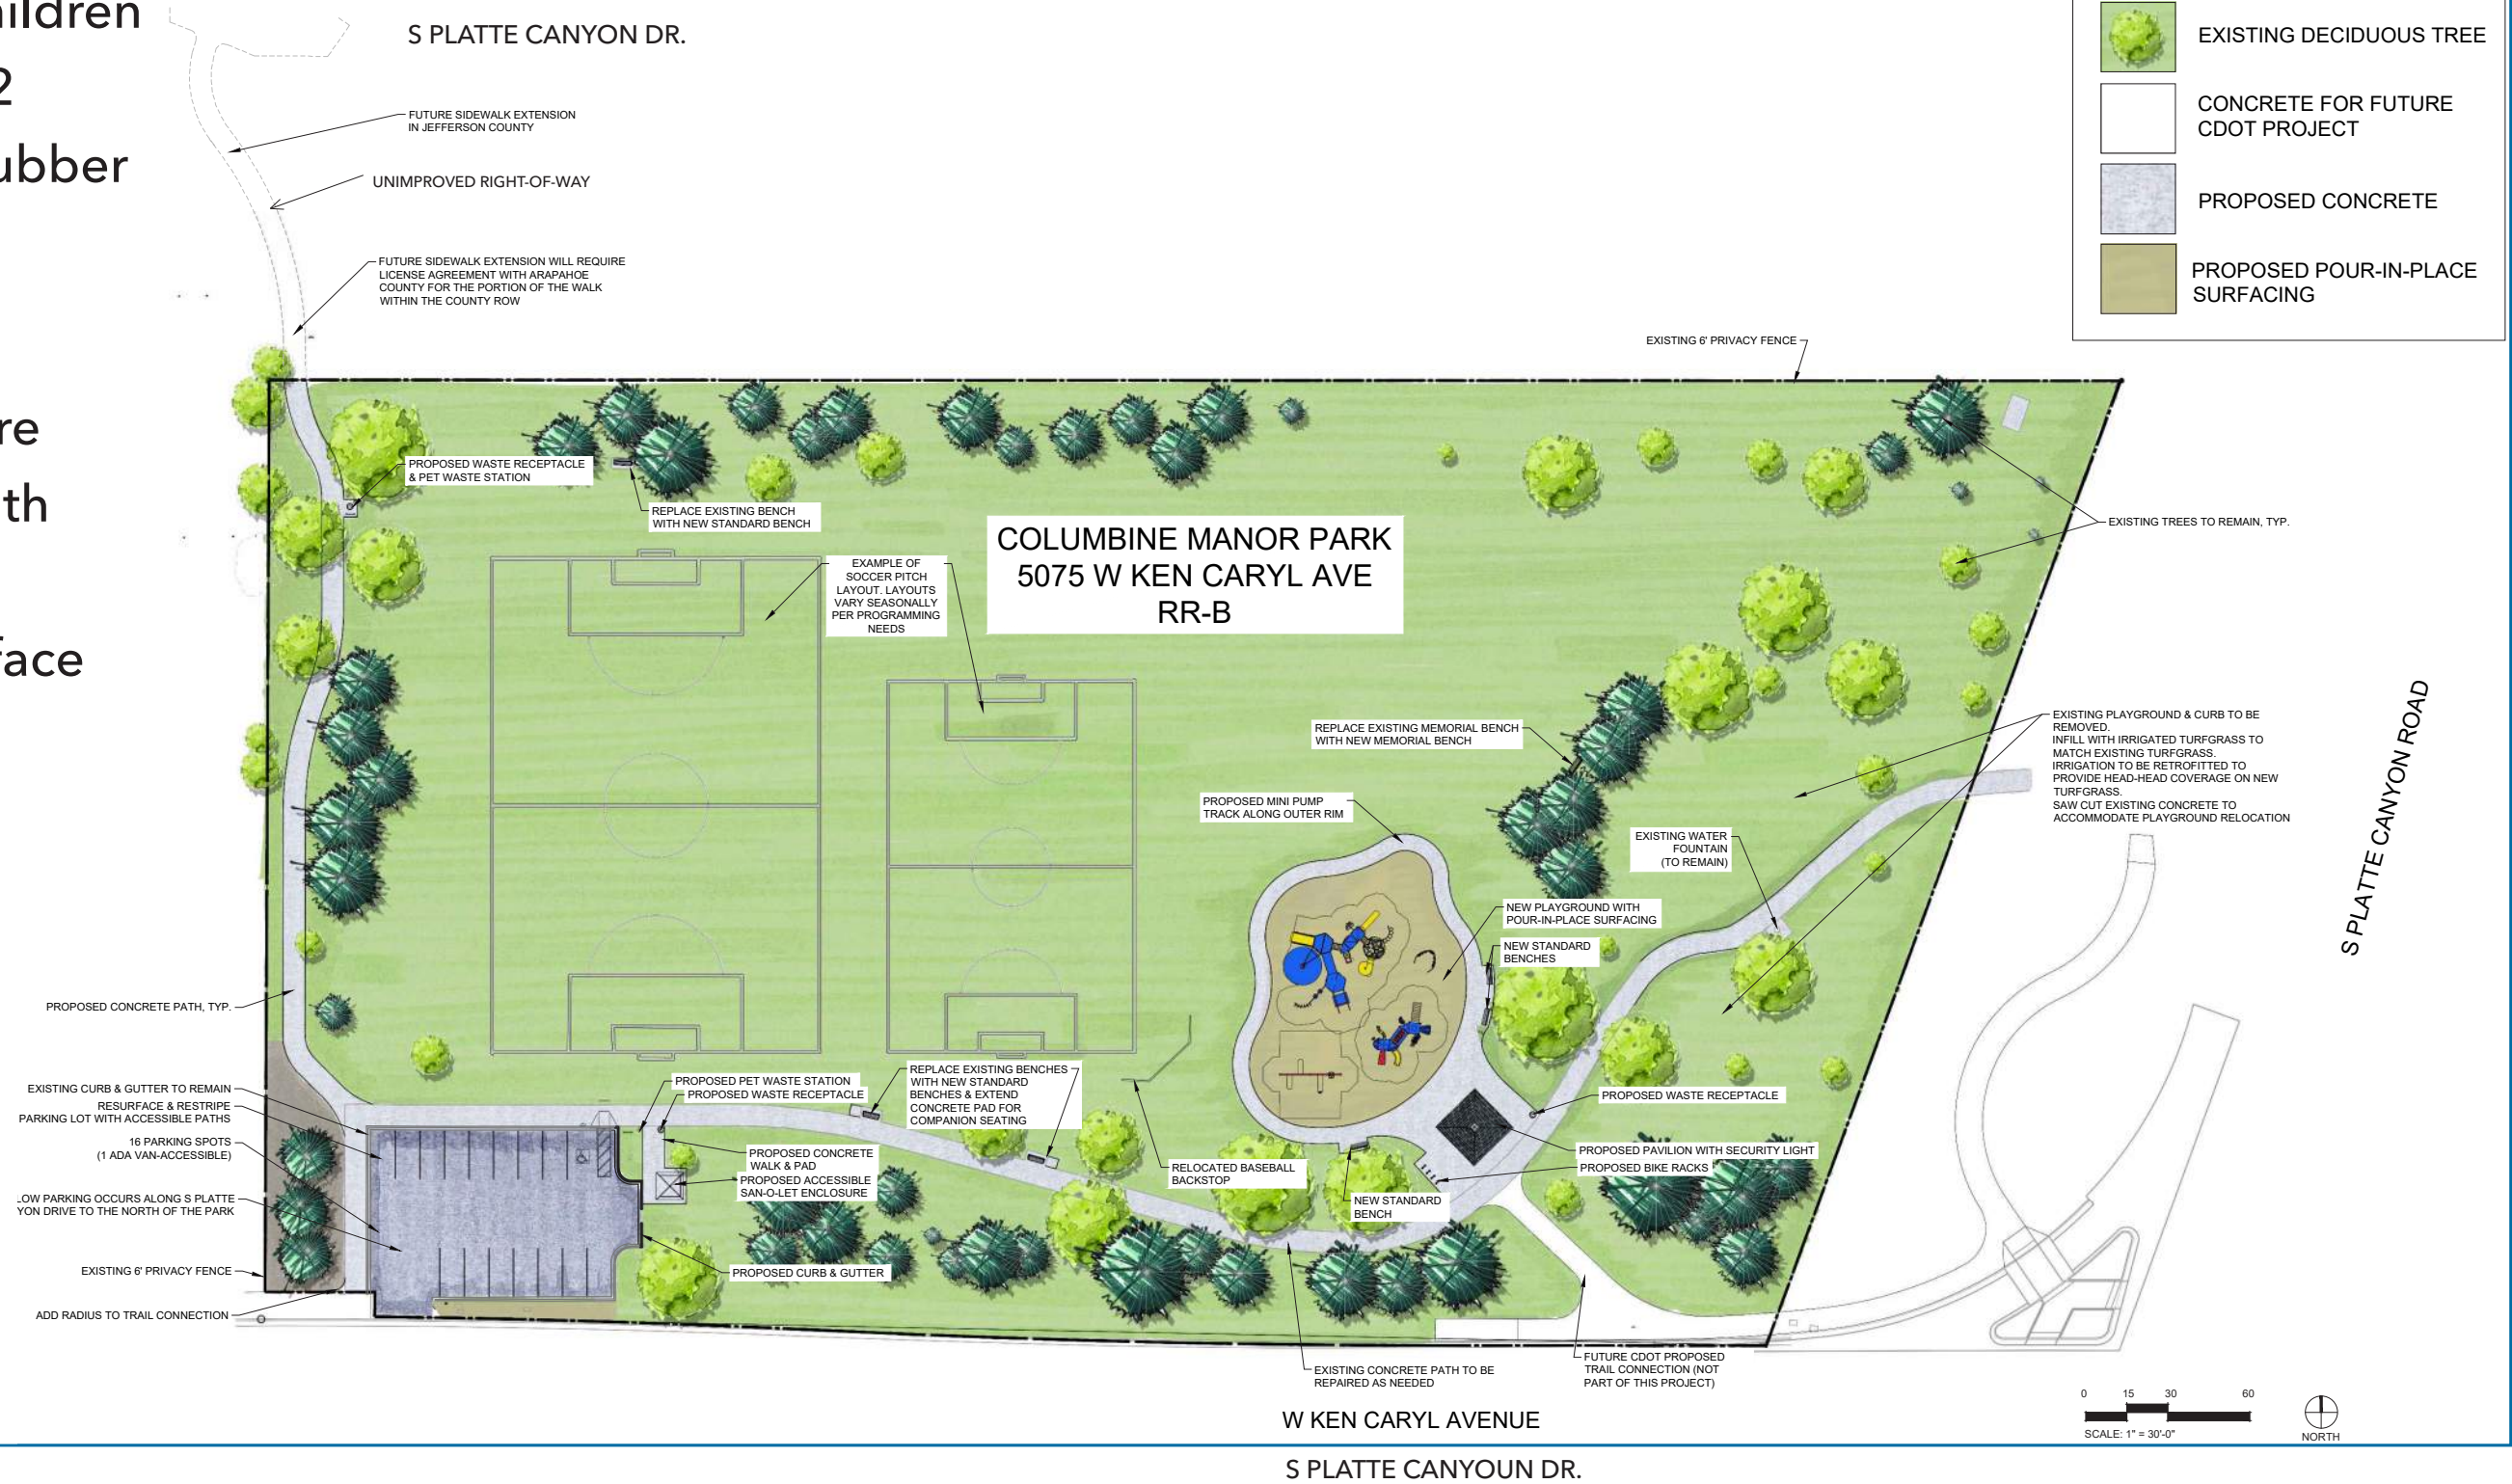 ildren
2
ubber
re
th
face
S PLATTE CANYON DR.
FUTURE SIDEWALK EXTENSION
IN JEFFERSON COUNTY
UNIMPROVED RIGHT-OF-WAY
FUTURE SIDEWALK EXTENSION WILL REQUIRE
LICENSE AGREEMENT WITH ARAPAHOE
COUNTY FOR THE PORTION OF THE WALK
WITHIN THE COUNTY ROW
EXISTING DECIDUOUS TREE
CONCRETE FOR FUTURE
CDOT PROJECT
PROPOSED CONCRETE
PROPOSED POUR-IN-PLACE
SURFACING
EXISTING 6' PRIVACY FENCE
PROPOSED WASTE RECEPTACLE
& PET WASTE STATION
REPLACE EXISTING BENCH
WITH NEW STANDARD BENCH
EXAMPLE OF
SOCCER PITCH
LAYOUT. LAYOUTS
VARY SEASONALLY
PER PROGRAMMING
NEEDS
COLUMBINE MANOR PARK
5075 W KEN CARYL AVE
RR-B
EXISTING TREES TO REMAIN, TYP.
REPLACE EXISTING MEMORIAL BENCH
WITH NEW MEMORIAL BENCH
EXISTING PLAYGROUND & CURB TO BE
REMOVED.
INFILL WITH IRRIGATED TURFGRASS TO
MATCH EXISTING TURFGRASS.
IRRIGATION TO BE RETROFITTED TO
PROVIDE HEAD-HEAD COVERAGE ON NEW
TURFGRASS.
SAW CUT EXISTING CONCRETE TO
ACCOMMODATE PLAYGROUND RELOCATION
S PLATTE CANYON ROAD
PROPOSED MINI PUMP
TRACK ALONG OUTER RIM
EXISTING WATER
FOUNTAIN
(TO REMAIN)
NEW PLAYGROUND WITH
POUR-IN-PLACE SURFACING
NEW STANDARD
BENCHES
PROPOSED CONCRETE PATH, TYP.
EXISTING CURB & GUTTER TO REMAIN
RESURFACE & RESTRIPE
PARKING LOT WITH ACCESSIBLE PATHS
16 PARKING SPOTS
(1 ADA VAN-ACCESSIBLE)
OW PARKING OCCURS ALONG S PLATTE
YON DRIVE TO THE NORTH OF THE PARK
EXISTING 6' PRIVACY FENCE
ADD RADIUS TO TRAIL CONNECTION
PROPOSED PET WASTE STATION
PROPOSED WASTE RECEPTACLE
REPLACE EXISTING BENCHES
WITH NEW STANDARD
BENCHES & EXTEND
CONCRETE PAD FOR
COMPANION SEATING
PROPOSED CONCRETE
WALK & PAD
PROPOSED ACCESSIBLE
SAN-O-LET ENCLOSURE
PROPOSED CURB & GUTTER
RELOCATED BASEBALL
BACKSTOP
NEW STANDARD
BENCH
PROPOSED WASTE RECEPTACLE
PROPOSED PAVILION WITH SECURITY LIGHT
PROPOSED BIKE RACKS
EXISTING CONCRETE PATH TO BE
REPAIRED AS NEEDED
FUTURE CDOT PROPOSED
TRAIL CONNECTION (NOT
PART OF THIS PROJECT)
W KEN CARYL AVENUE
0 15 30 60
SCALE: 1" = 30'-0"
NORTH
S PLATTE CANYOUN DR.